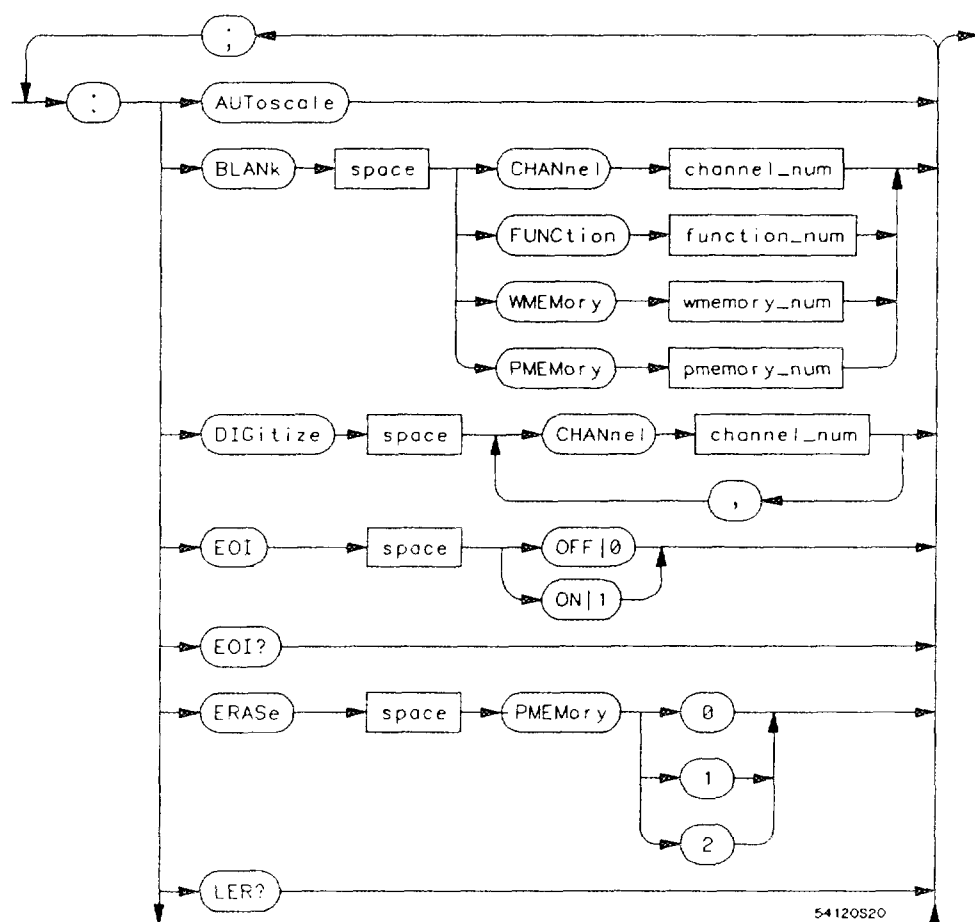 ;
: AUToscale
BLANk space CHANnel channel_num
FUNCtion function_num
WMEMory wmemory_num
PMEMory pmemory_num
DIGitize space CHANnel channel_num
,
EOI space OFF|0
ON|1
EOI?
ERASe space PMEMory 0
1
2
LER?
54120S20